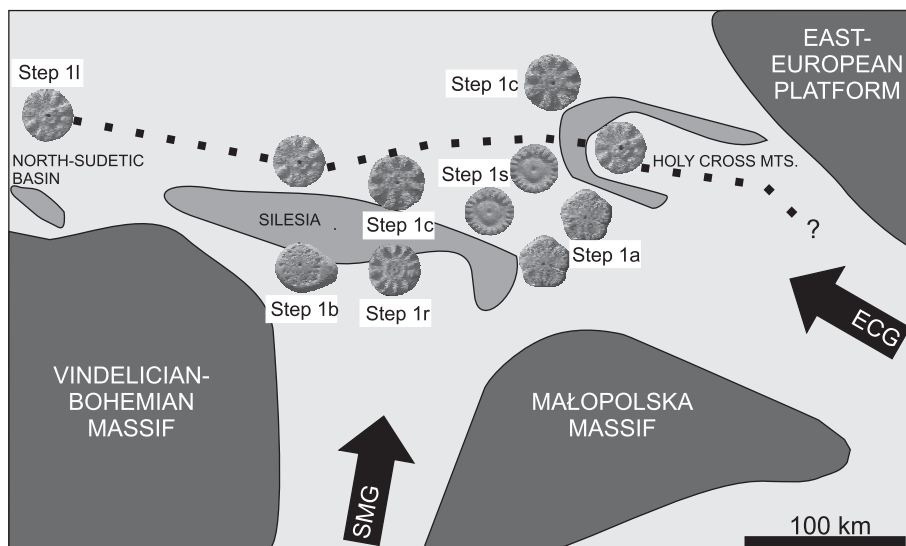 EAST-
EUROPEAN
PLATFORM
Step 1l
Step 1c
NORTH-SUDETIC
BASIN
HOLY CROSS MTS.
Step 1s
SILESIA
Step 1c
?
Step 1a
Step 1b
Step 1r
ECG
VINDELICIAN-
BOHEMIAN
MASSIF
MAŁOPOLSKA
MASSIF
SMG
100 km